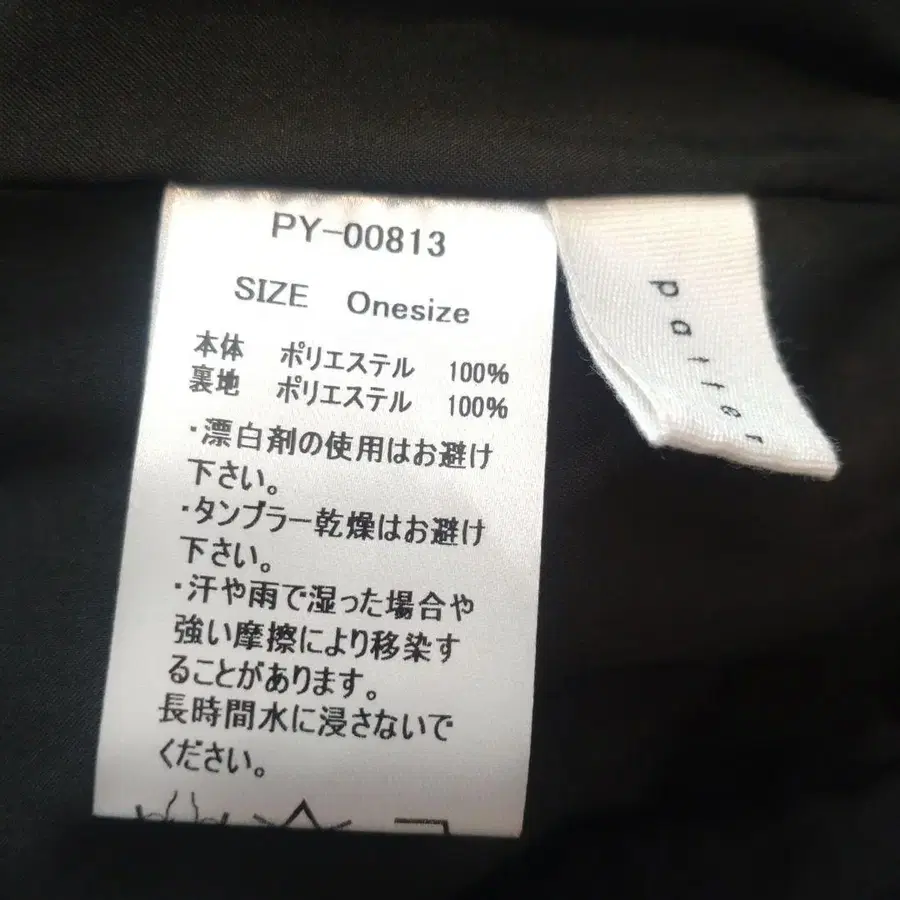 PY-00813
SIZE Onesize
本体 ポリエステル 100%
裏地 ポリエステル 100%
・漂白剤の使用はお避け
下さい。
・タンブラー乾燥はお避け
下さい。
・汗や雨で湿った場合や
強い摩擦により移染す
ることがあります。
長時間水に浸さないで
ください。
patter